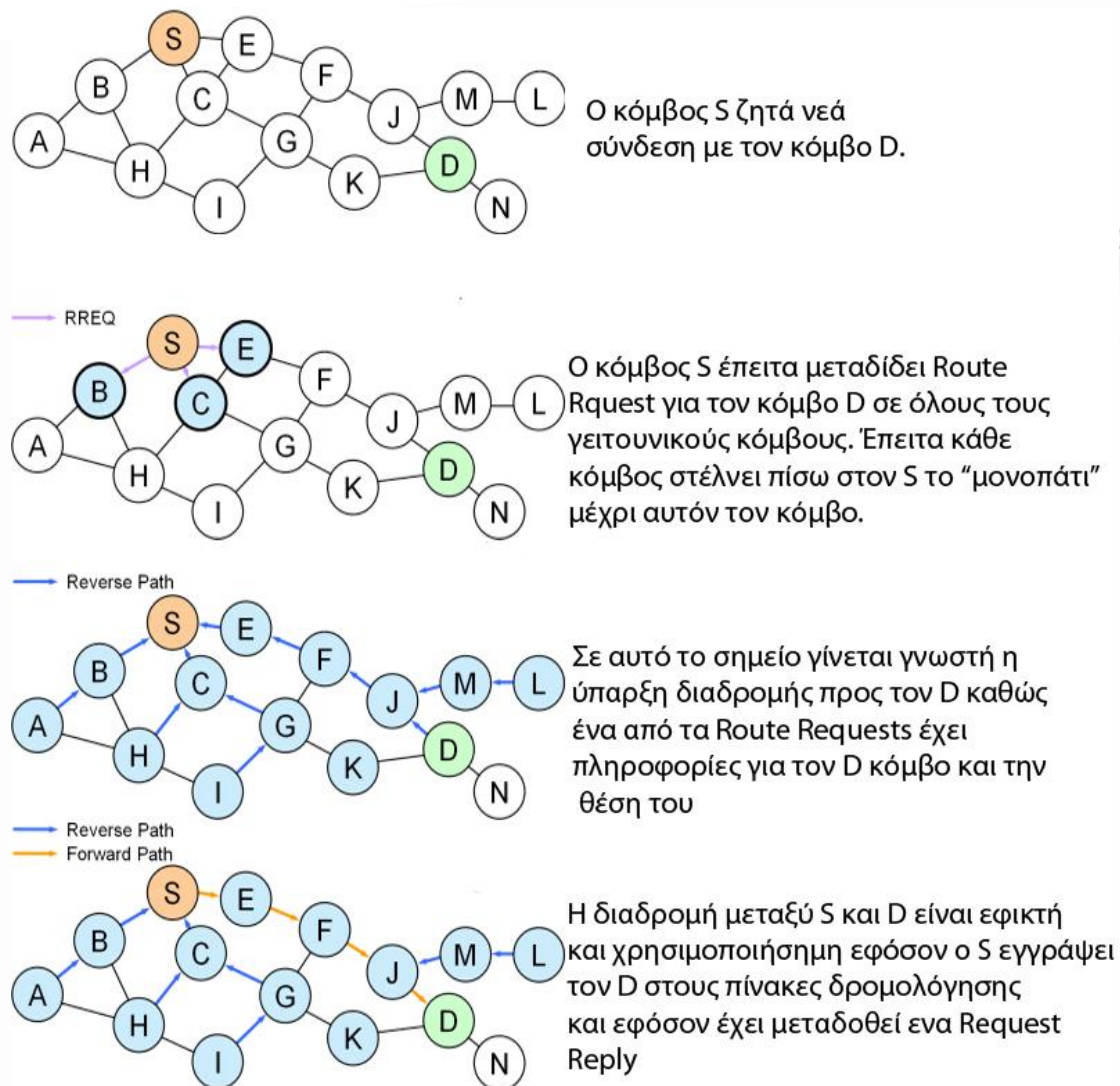 S
E
B
C
F
M
L
A
J
G
D
H
K
I
N
Ο κόμβος S ζητά νεά
σύνδεση με τον κόμβο D.
RREQ
S
E
B
C
F
M
L
A
J
G
D
H
K
I
N
Ο κόμβος S έπειτα μεταδίδει Route
Rquest για τον κόμβο D σε όλους τους
γειτουνικούς κόμβους. Έπειτα κάθε
κόμβος στέλνει πίσω στον S το “μονοπάτι”
μέχρι αυτόν τον κόμβο.
Reverse Path
S
E
B
C
F
M
L
A
J
G
D
H
K
I
N
Σε αυτό το σημείο γίνεται γνωστή η
ύπαρξη διαδρομής προς τον D καθώς
ένα από τα Route Requests έχει
πληροφορίες για τον D κόμβο και την
θέση του
Reverse Path
Forward Path
S
E
B
C
F
M
L
A
J
G
D
H
K
I
N
Η διαδρομή μεταξύ S και D είναι εφικτή
και χρησιμοποιήσημη εφόσον ο S εγγράψει
τον D στους πίνακες δρομολόγησης
και εφόσον έχει μεταδοθεί ενα Request
Reply